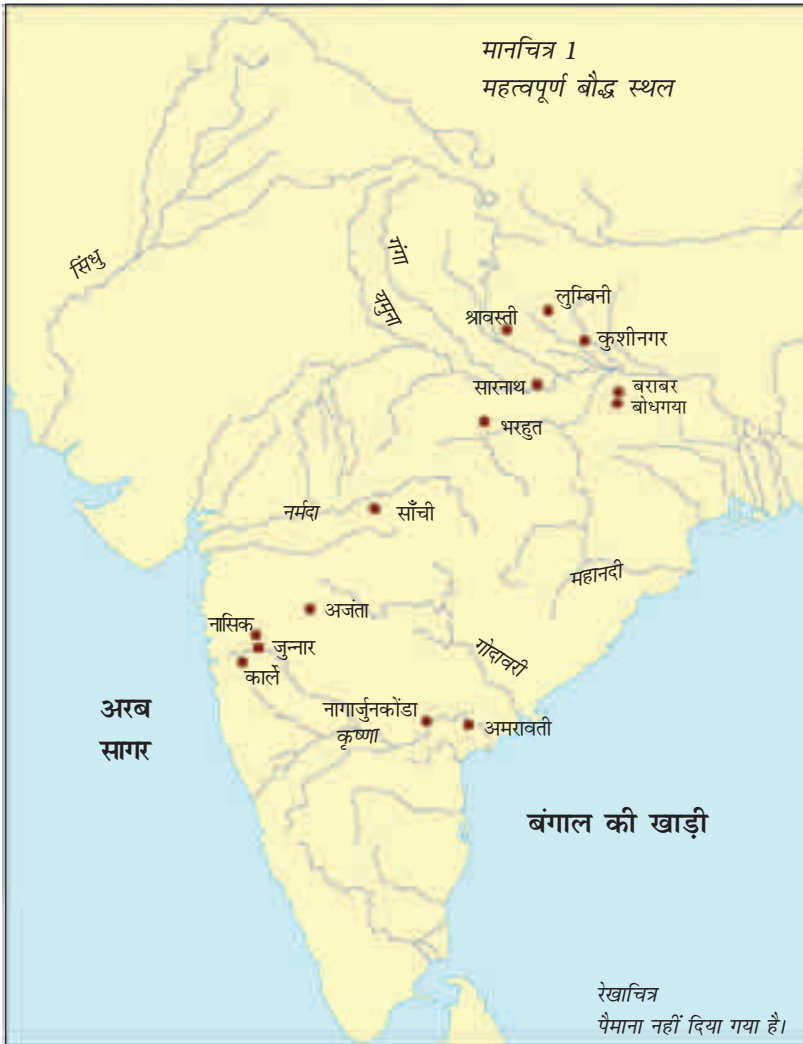 मानचित्र 1
महत्वपूर्ण बौद्ध स्थल
सिंधु
गंगा
यमुना
लुम्बिनी
श्रावस्ती
कुशीनगर
सारनाथ
बराबर
बोधगया
भरहुत
नर्मदा
साँची
महानदी
अजंता
नासिक
जुन्नार
कार्ले
गोदावरी
अरब
सागर
नागार्जुनकोंडा
कृष्णा
अमरावती
बंगाल की खाड़ी
रेखाचित्र
पैमाना नहीं दिया गया है।